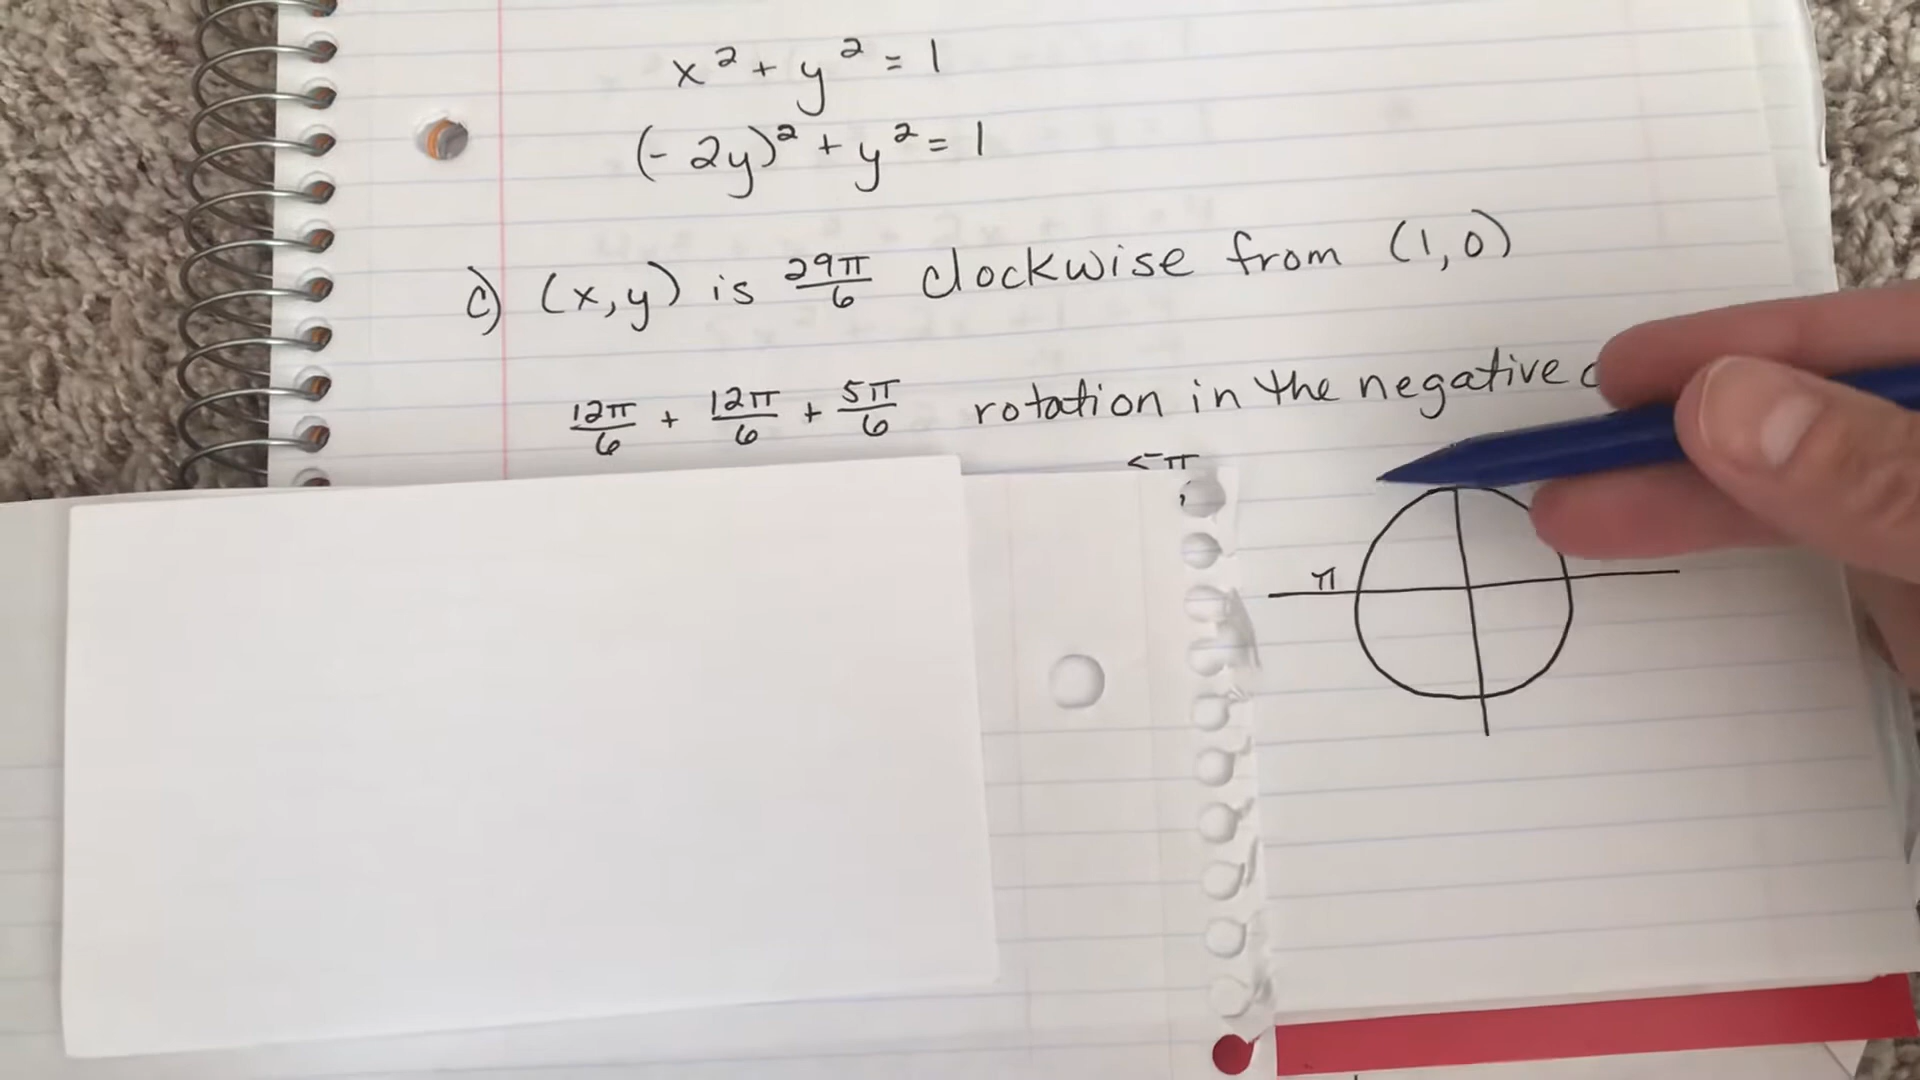 x² + y² = 1
(- 2y)² + y² = 1
c) (x,y) is 29π/6 clockwise from (1,0)
12π/6 + 12π/6 + 5π/6 rotation in the negative
5π
π